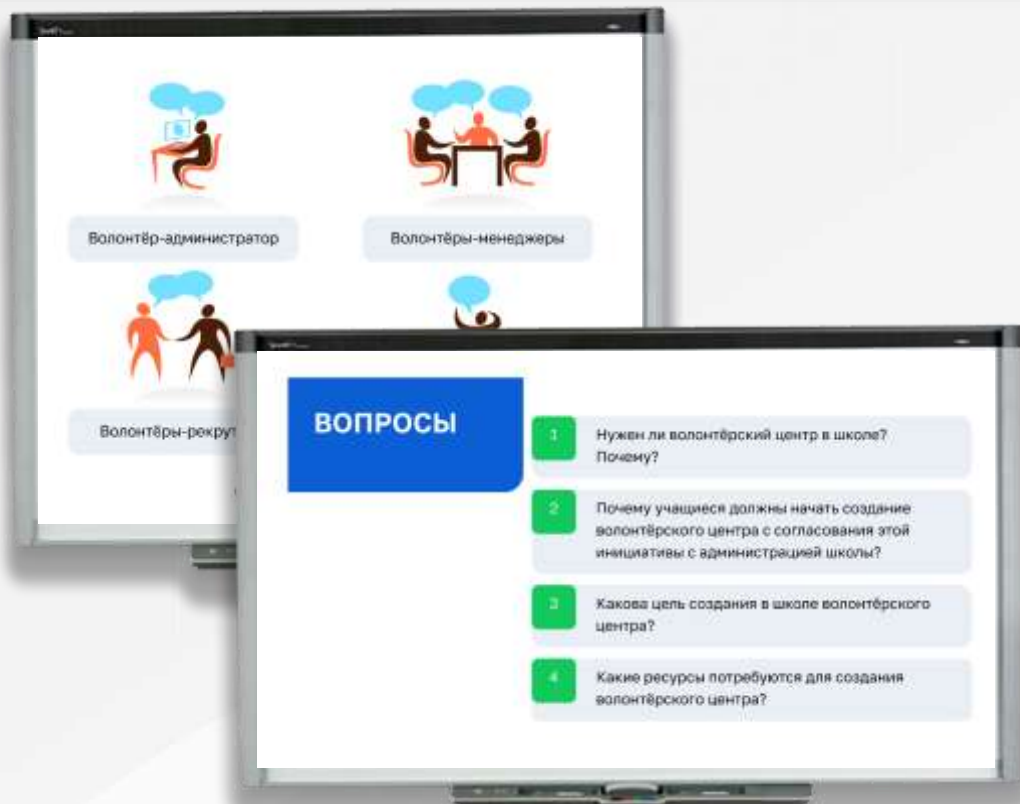 Волонтёр-администратор
Волонтёры-менеджеры
ВОПРОСЫ
1
Нужен ли волонтёрский центр в школе?
Почему?
2
Почему учащиеся должны начать создание
волонтёрского центра с согласования этой
инициативы с администрацией школы?
3
Какова цель создания в школе волонтёрского
центра?
4
Какие ресурсы потребуются для создания
волонтёрского центра?